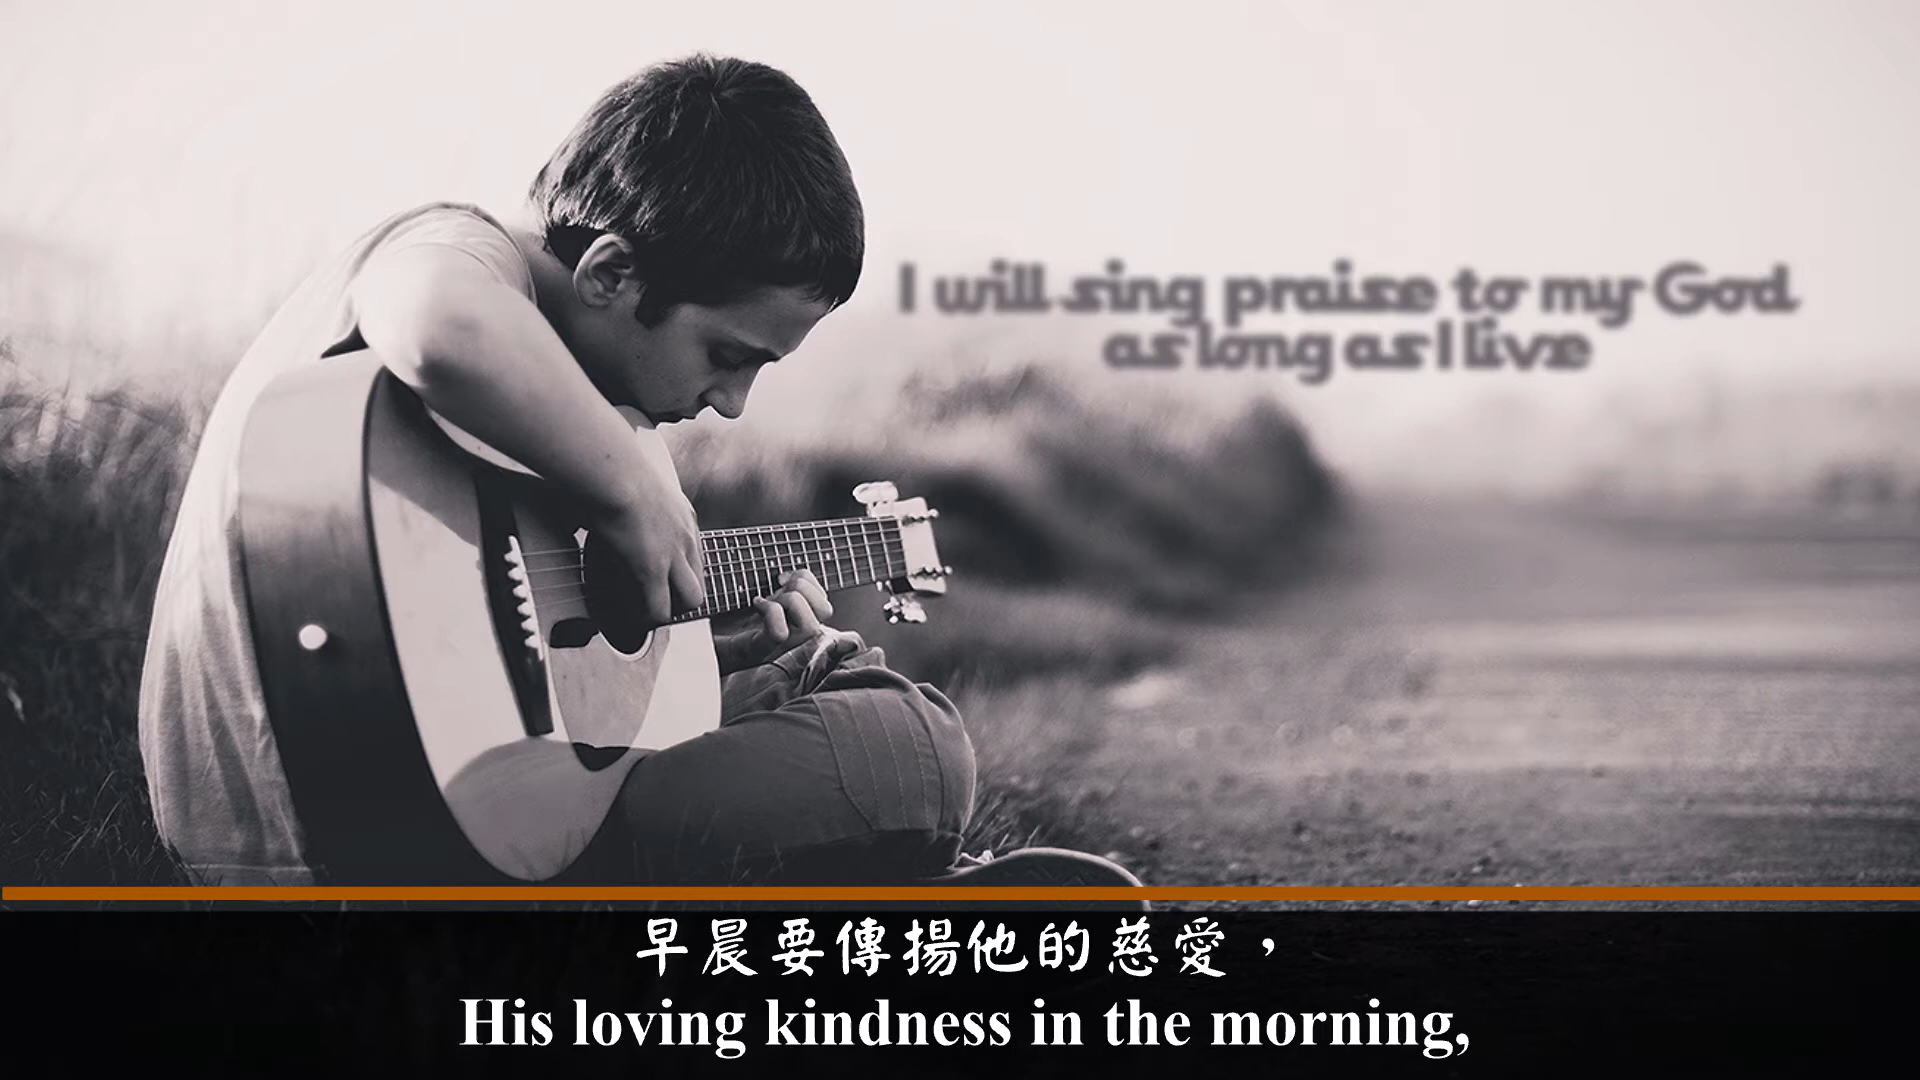 I will sing praise to my God
as long as I live
早晨要傳揚他的慈愛，
His loving kindness in the morning,